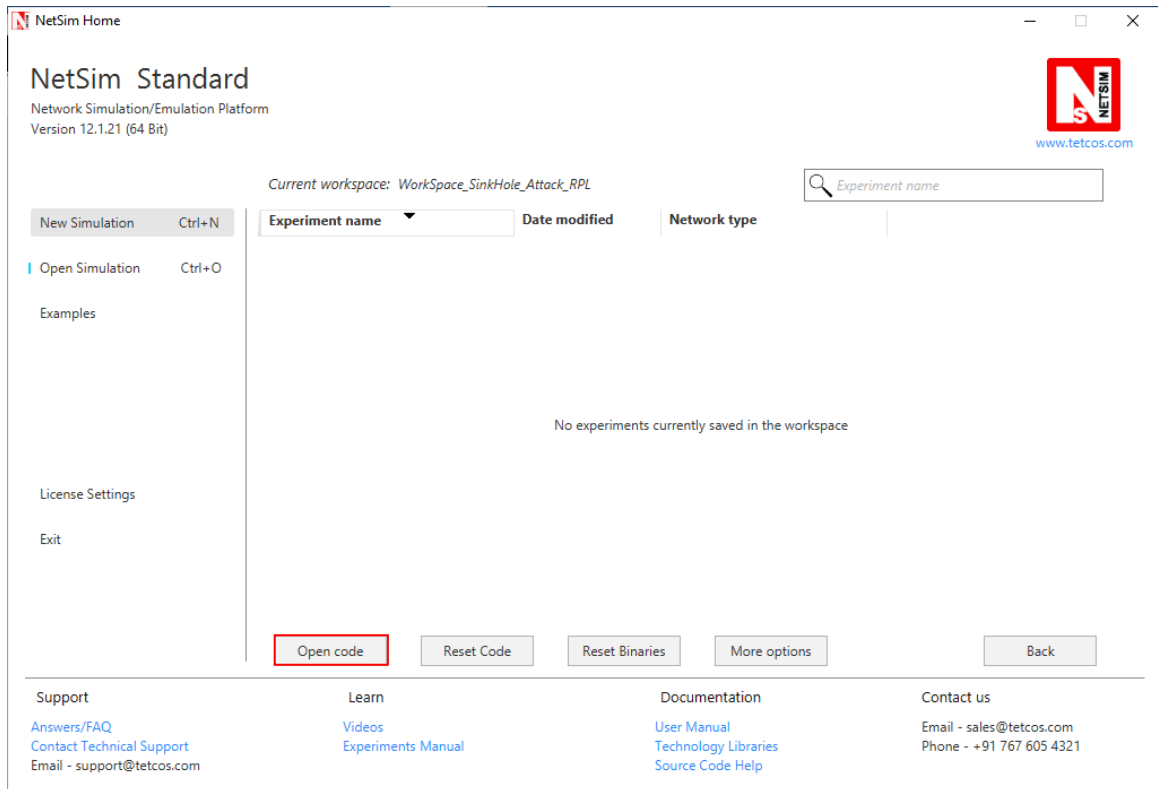 NetSim Home
NetSim Standard
Network Simulation/Emulation Platform
Version 12.1.21 (64 Bit)
NETSIM
NS
www.tetcos.com
Current workspace: WorkSpace_SinkHole_Attack_RPL
Experiment name
New Simulation Ctrl+N
Experiment name Date modified Network type
Open Simulation Ctrl+O
Examples
No experiments currently saved in the workspace
License Settings
Exit
Open code Reset Code Reset Binaries More options Back
Support Learn Documentation Contact us
Answers/FAQ Videos User Manual Email - sales@tetcos.com
Contact Technical Support Experiments Manual Technology Libraries Phone - +91 767 605 4321
Email - support@tetcos.com Source Code Help